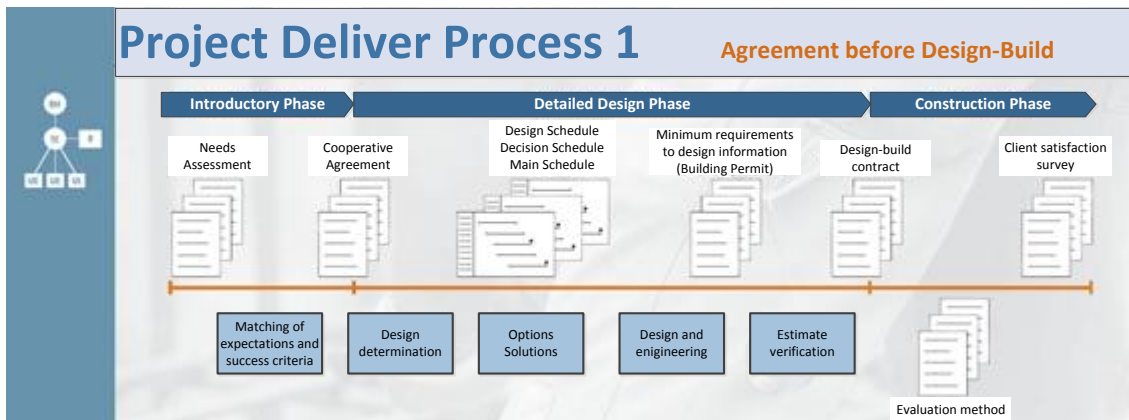 Project Deliver Process 1
Agreement before Design-Build
Introductory Phase
Detailed Design Phase
Construction Phase
Needs
Assessment
Cooperative
Agreement
Design Schedule
Decision Schedule
Main Schedule
Minimum requirements
to design information
(Building Permit)
Design-build
contract
Client satisfaction
survey
Matching of
expectations and
success criteria
Design
determination
Options
Solutions
Design and
enigineering
Estimate
verification
Evaluation method